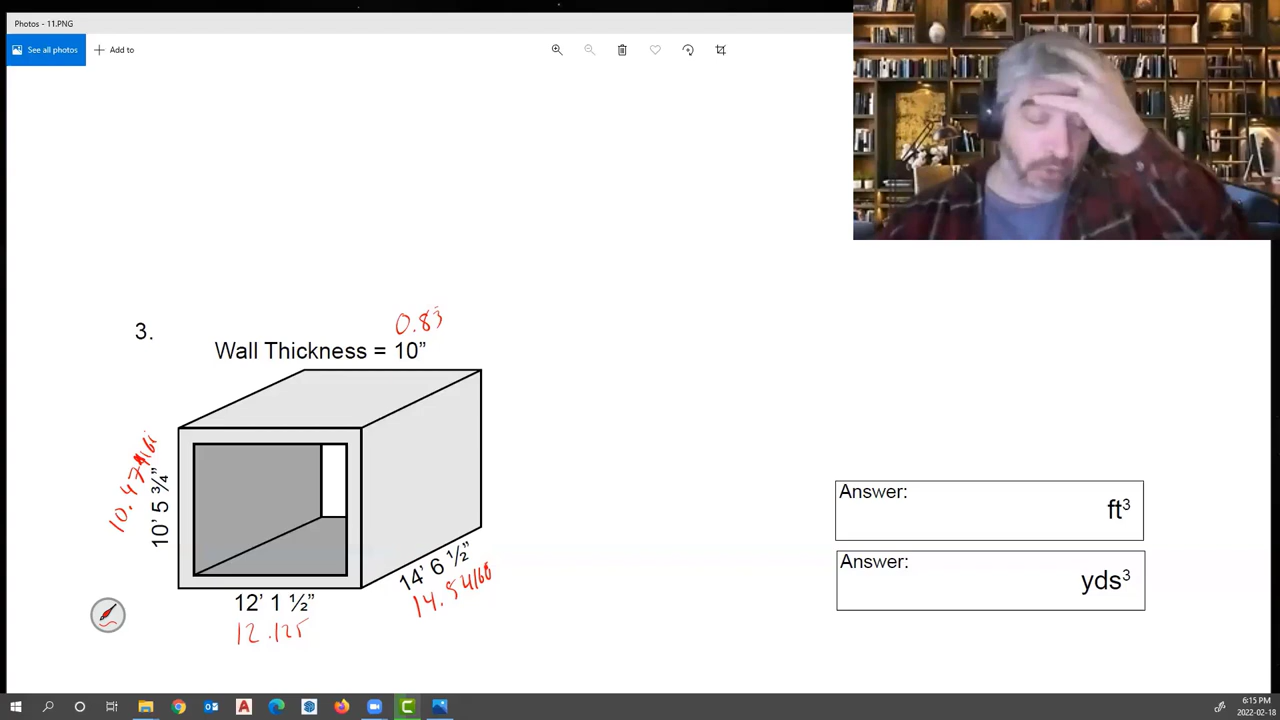 Photos - 11.PNG
See all photos
Add to
3.
0.83
Wall Thickness = 10”
10' 5 ¾”
14' 6 ½”
12' 1 ½”
12.125
Answer:
ft³
Answer:
yds³
6:15 PM
2022-02-18